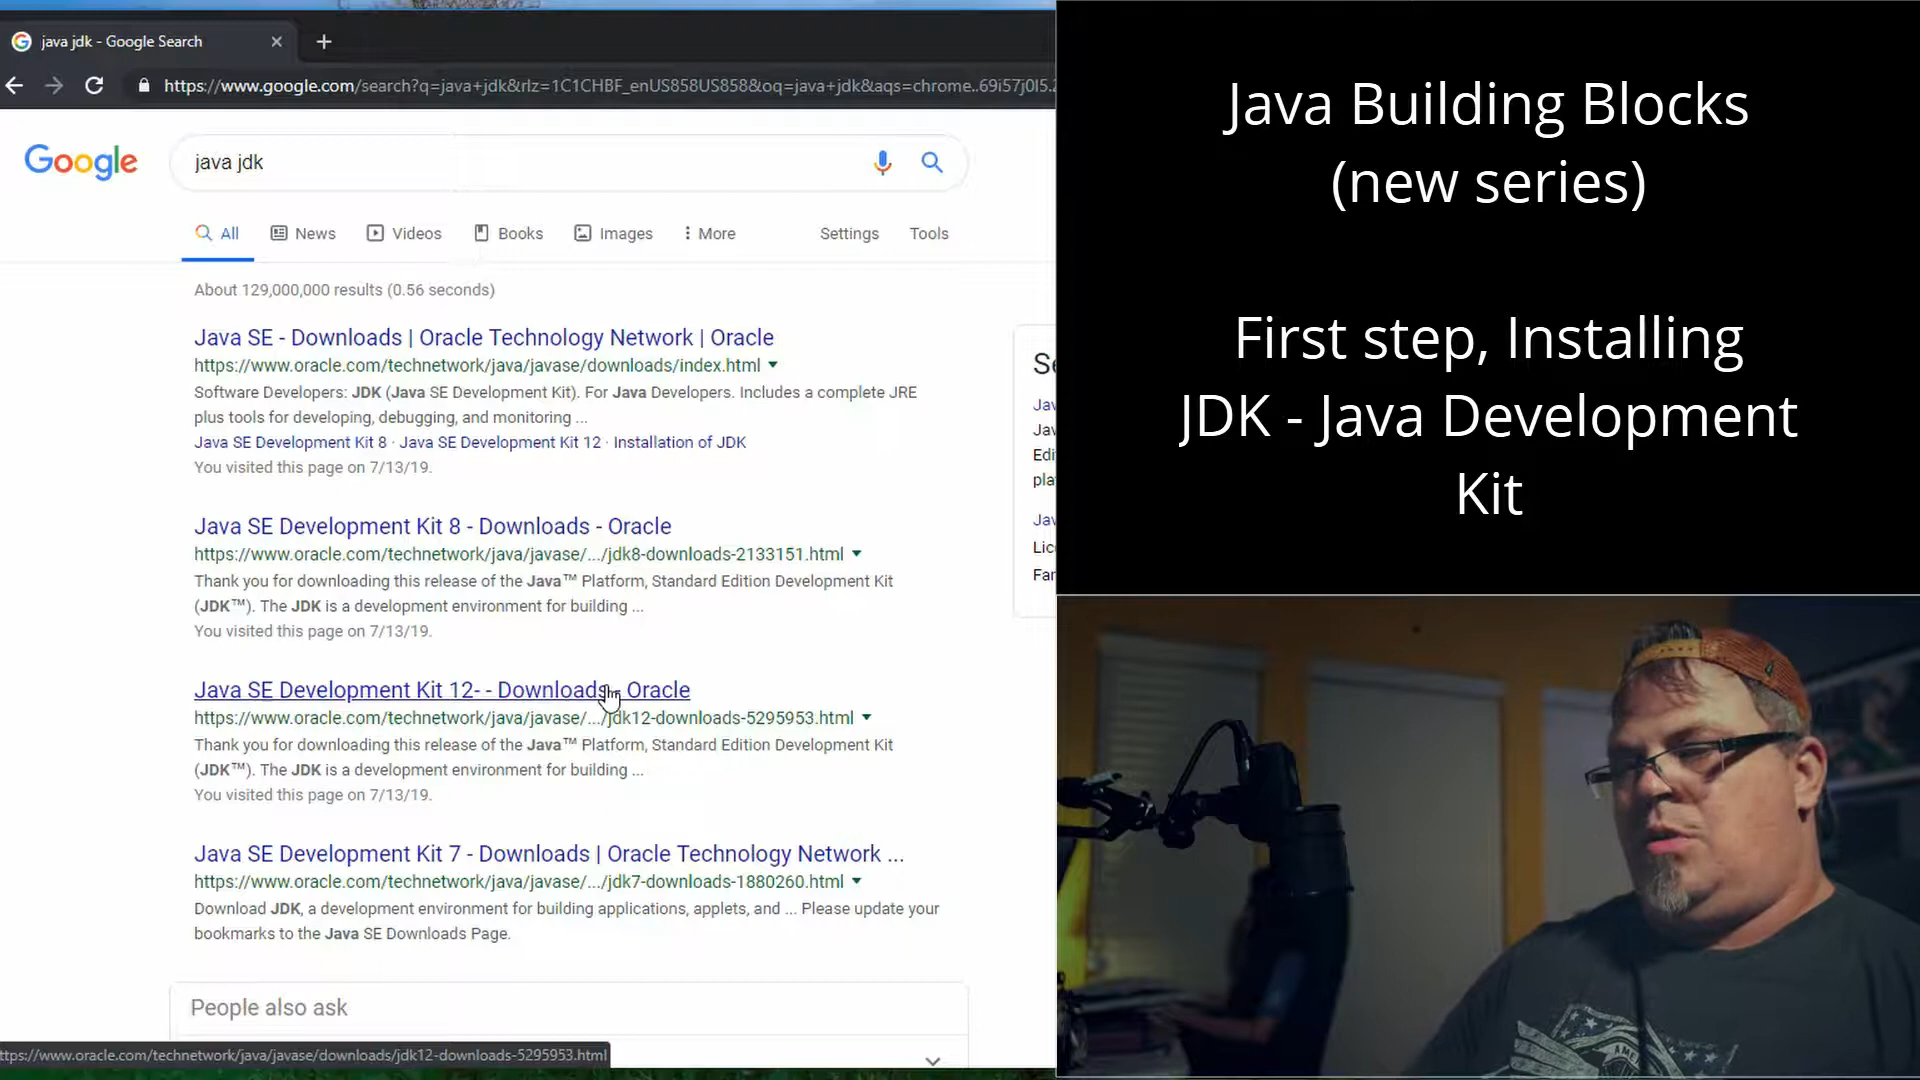 java jdk - Google Search
https://www.google.com/search?q=java+jdk&rlz=1C1CHBF_enUS858US858&oq=java+jdk&aqs=chrome..69i57j0l5.2
Google
java jdk
All News Videos Books Images More Settings Tools
About 129,000,000 results (0.56 seconds)
Java SE - Downloads | Oracle Technology Network | Oracle
https://www.oracle.com/technetwork/java/javase/downloads/index.html
Software Developers: JDK (Java SE Development Kit). For Java Developers. Includes a complete JRE
plus tools for developing, debugging, and monitoring ...
Java SE Development Kit 8 · Java SE Development Kit 12 · Installation of JDK
You visited this page on 7/13/19.
Java SE Development Kit 8 - Downloads - Oracle
https://www.oracle.com/technetwork/java/javase/.../jdk8-downloads-2133151.html
Thank you for downloading this release of the Java™ Platform, Standard Edition Development Kit
(JDK™). The JDK is a development environment for building ...
You visited this page on 7/13/19.
Java SE Development Kit 12- - Downloads - Oracle
https://www.oracle.com/technetwork/java/javase/.../jdk12-downloads-5295953.html
Thank you for downloading this release of the Java™ Platform, Standard Edition Development Kit
(JDK™). The JDK is a development environment for building ...
You visited this page on 7/13/19.
Java SE Development Kit 7 - Downloads | Oracle Technology Network ...
https://www.oracle.com/technetwork/java/javase/.../jdk7-downloads-1880260.html
Download JDK, a development environment for building applications, applets, and ... Please update your
bookmarks to the Java SE Downloads Page.
People also ask
ttps://www.oracle.com/technetwork/java/javase/downloads/jdk12-downloads-5295953.html
Se
Jav
Jav
Edi
pla
Jav
Lic
Far
Java Building Blocks
(new series)
First step, Installing
JDK - Java Development
Kit